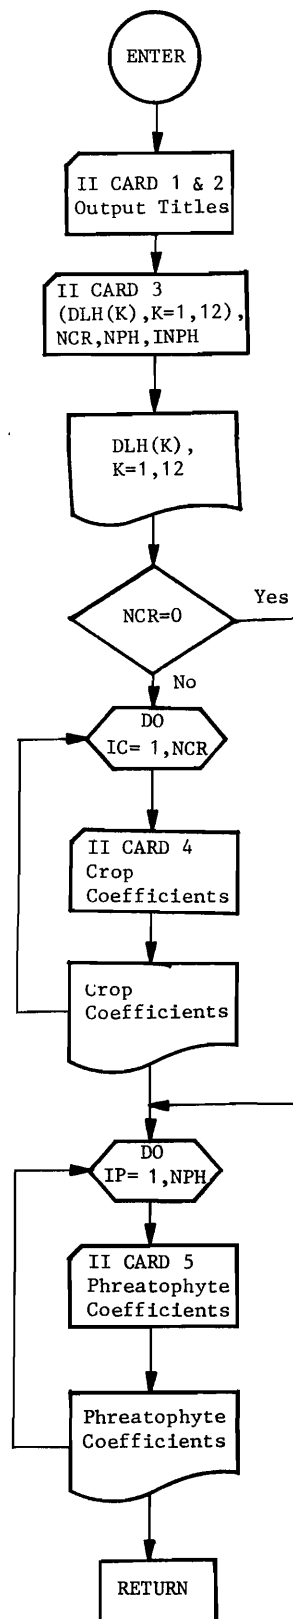 ENTER
II CARD 1 & 2
Output Titles
II CARD 3
(DLH(K),K=1,12),
NCR,NPH,INPH
DLH(K),
K=1,12
NCR=0
Yes
No
DO
IC= 1,NCR
II CARD 4
Crop
Coefficients
Crop
Coefficients
DO
IP= 1,NPH
II CARD 5
Phreatophyte
Coefficients
Phreatophyte
Coefficients
RETURN